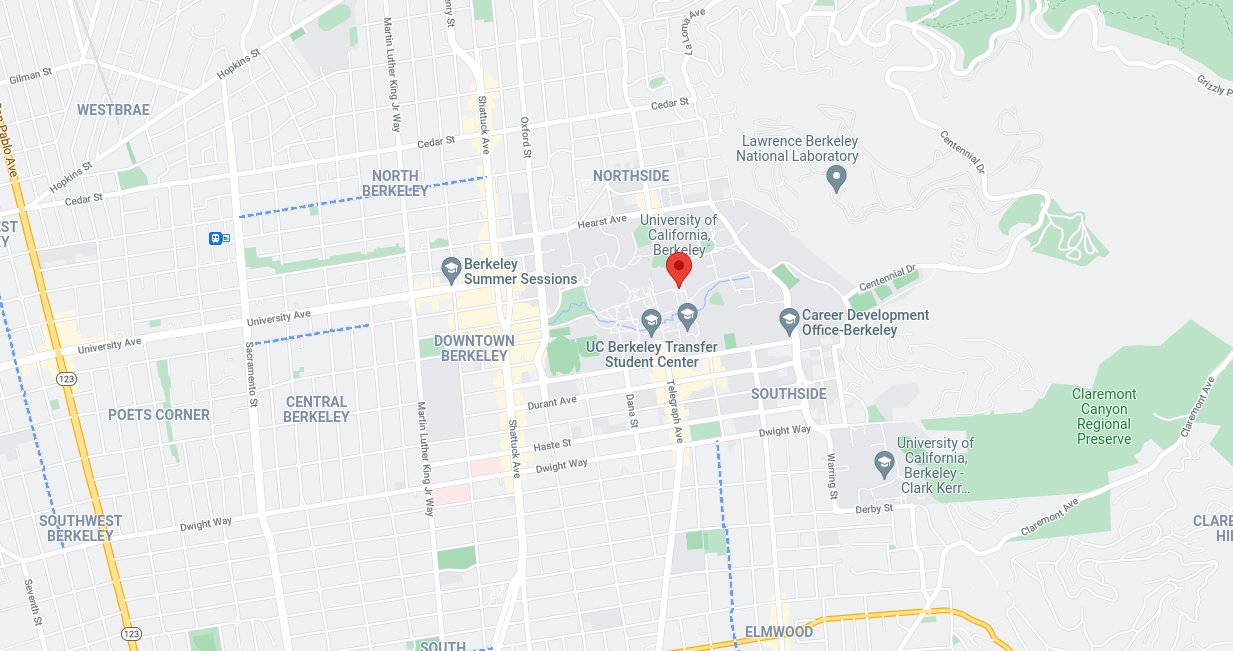 Gilman St
Hopkins St
WESTBRAE
Martin Luther King Jr Way
Henry St
Shattuck Ave
Oxford St
La Loma Ave
Grizzly P
Cedar St
Cedar St
Centennial Dr
Lawrence Berkeley
National Laboratory
San Pablo Ave
Hopkins St
Cedar St
NORTH
BERKELEY
NORTHSIDE
Hearst Ave
University of
California,
Berkeley
EST
EY
Berkeley
Summer Sessions
Centennial Dr
University Ave
University Ave
Career Development
Office-Berkeley
DOWNTOWN
BERKELEY
UC Berkeley Transfer
Student Center
123
Sacramento St
POETS CORNER
CENTRAL
BERKELEY
Martin Luther King Jr Way
Durant Ave
Dana St
Telegraph Ave
SOUTHSIDE
Claremont
Canyon
Regional
Preserve
Claremont Ave
Shattuck Ave
Haste St
Dwight Way
Dwight Way
University of
California,
Berkeley -
Clark Kerr...
Warring St
Derby St
Claremont Ave
CLARE
HIL
SOUTHWEST
BERKELEY
Dwight Way
Seventh St
123
SOUTH
ELMWOOD